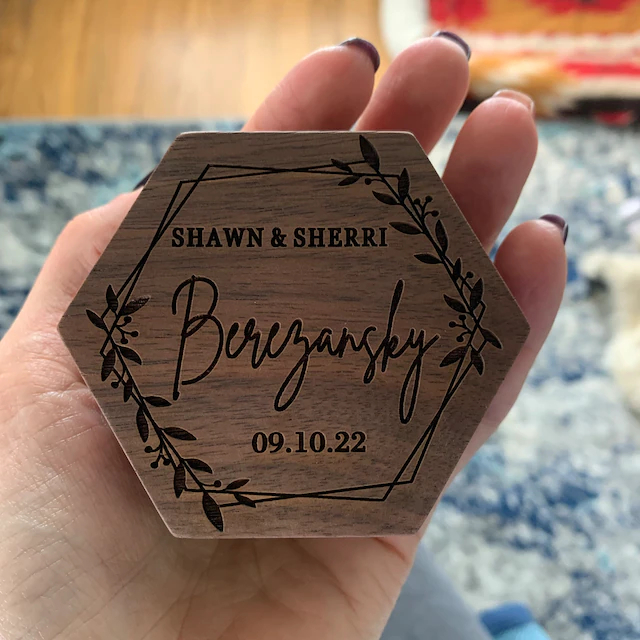 SHAWN & SHERRI
Berezansky
09.10.22